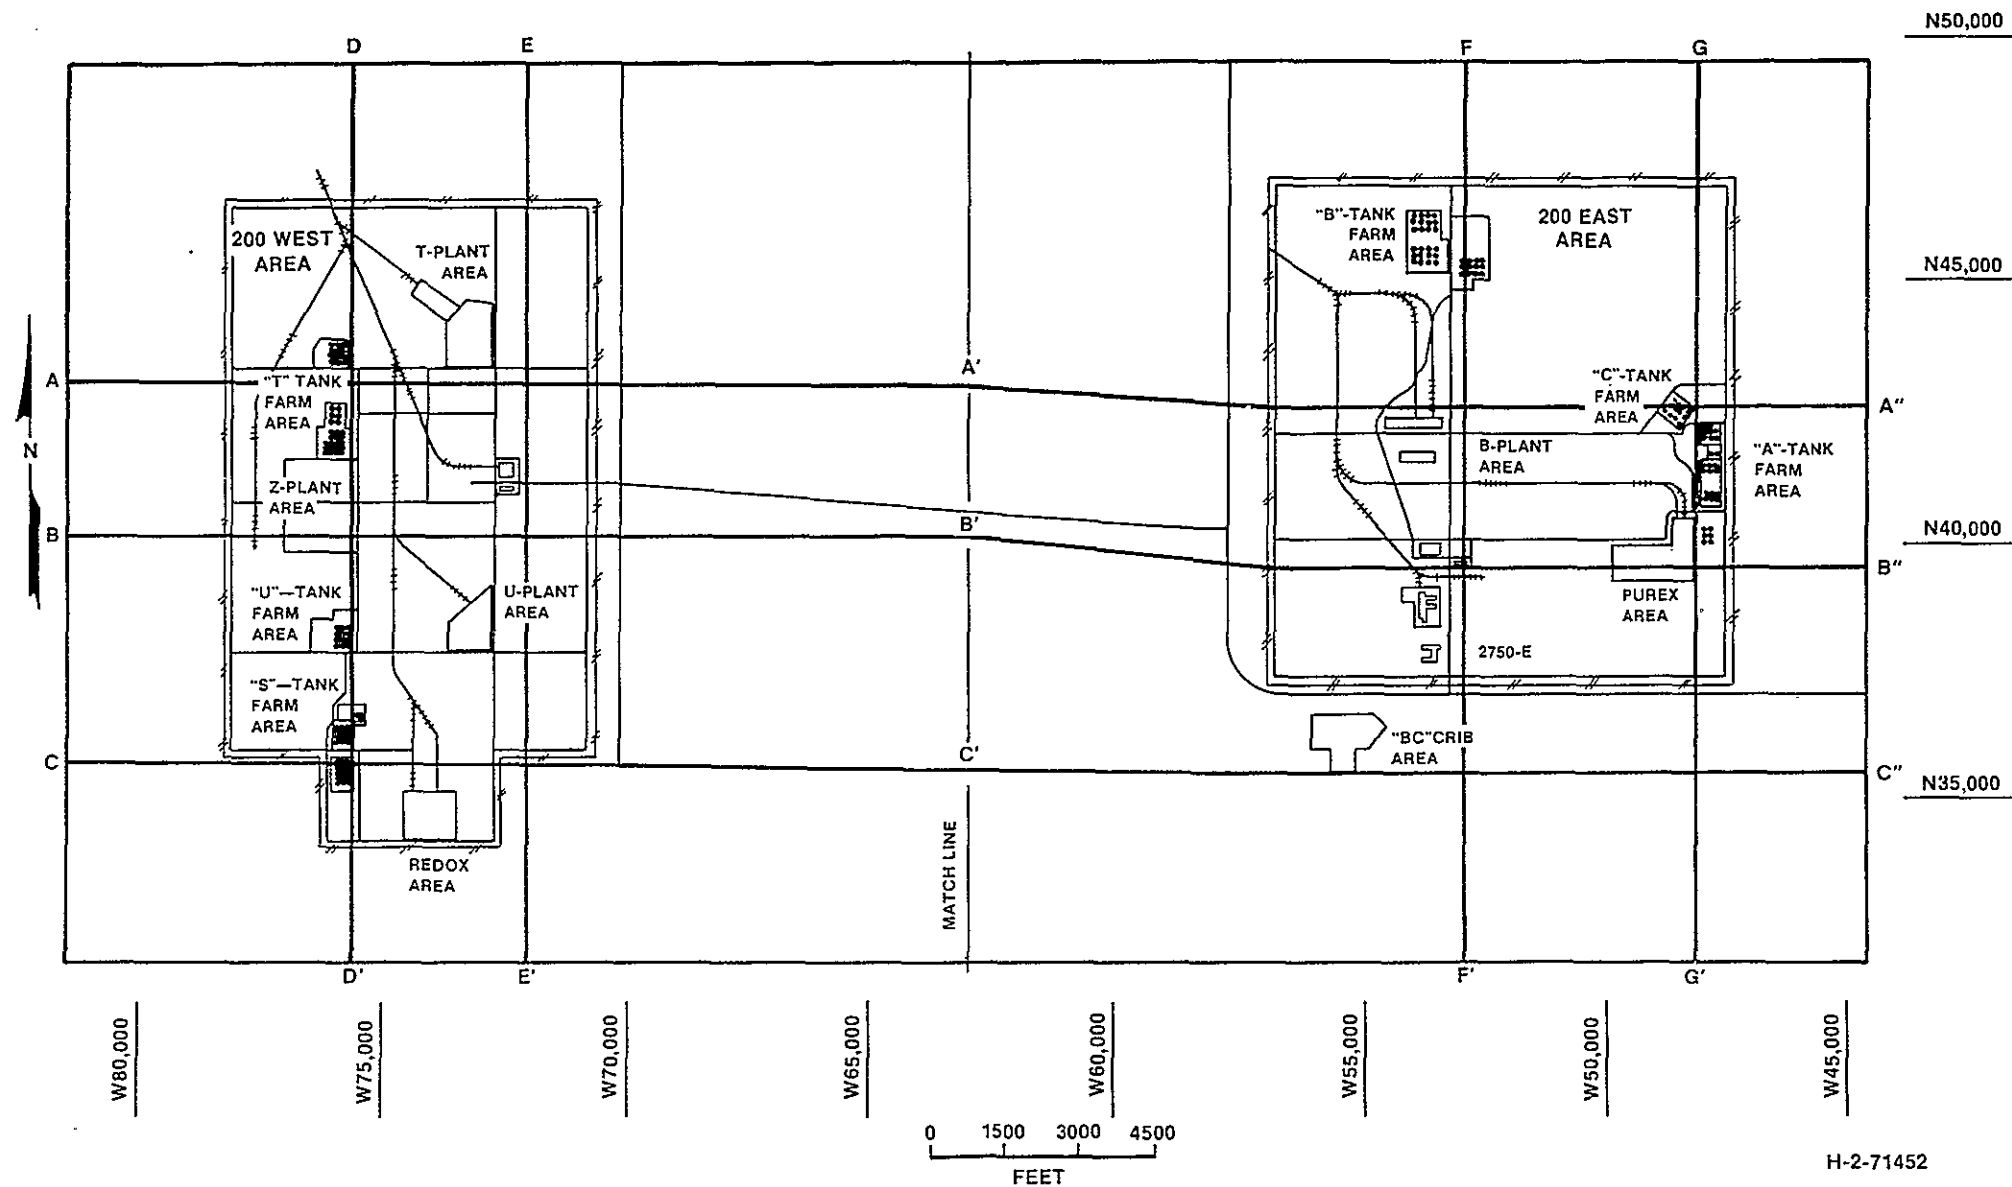 N50,000
D
E
F
G
200 WEST
AREA
T-PLANT
AREA
"B"-TANK
FARM
AREA
200 EAST
AREA
N45,000
A
A'
A"
"T" TANK
FARM
AREA
"C"-TANK
FARM
AREA
N
Z-PLANT
AREA
B-PLANT
AREA
"A"-TANK
FARM
AREA
B
B'
B"
N40,000
"U"—TANK
FARM
AREA
U-PLANT
AREA
PUREX
AREA
2750-E
"S"—TANK
FARM
AREA
"BC"CRIB
AREA
C
C'
C"
N35,000
MATCH LINE
REDOX
AREA
D'
E'
F'
G'
W80,000
W75,000
W70,000
W65,000
W60,000
W55,000
W50,000
W45,000
0 1500 3000 4500
FEET
H-2-71452